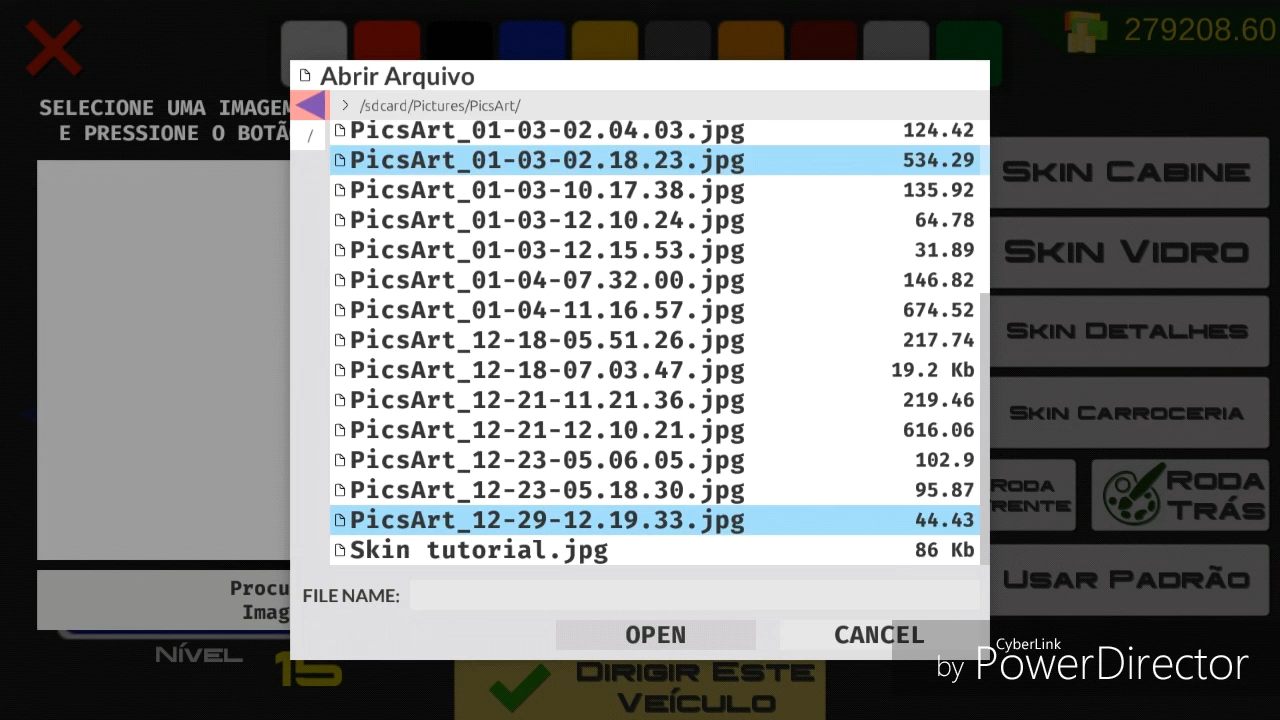 279208.60
SELECIONE UMA IMAGEM
E PRESSIONE O BOTÃ
Abrir Arquivo
> /sdcard/Pictures/PicsArt/
/
PicsArt_01-03-02.04.03.jpg 124.42
PicsArt_01-03-02.18.23.jpg 534.29
PicsArt_01-03-10.17.38.jpg 135.92
PicsArt_01-03-12.10.24.jpg 64.78
PicsArt_01-03-12.15.53.jpg 31.89
PicsArt_01-04-07.32.00.jpg 146.82
PicsArt_01-04-11.16.57.jpg 674.52
PicsArt_12-18-05.51.26.jpg 217.74
PicsArt_12-18-07.03.47.jpg 19.2 Kb
PicsArt_12-21-11.21.36.jpg 219.46
PicsArt_12-21-12.10.21.jpg 616.06
PicsArt_12-23-05.06.05.jpg 102.9
PicsArt_12-23-05.18.30.jpg 95.87
PicsArt_12-29-12.19.33.jpg 44.43
Skin tutorial.jpg 86 Kb
FILE NAME:
OPEN CANCEL
Skin Cabine
Skin Vidro
Skin Detalhes
Skin Carroceria
Roda
rente
Roda
Trás
Usar Padrão
Procu
Imag
Nível 15
Dirigir Este
Veículo
CyberLink
by PowerDirector